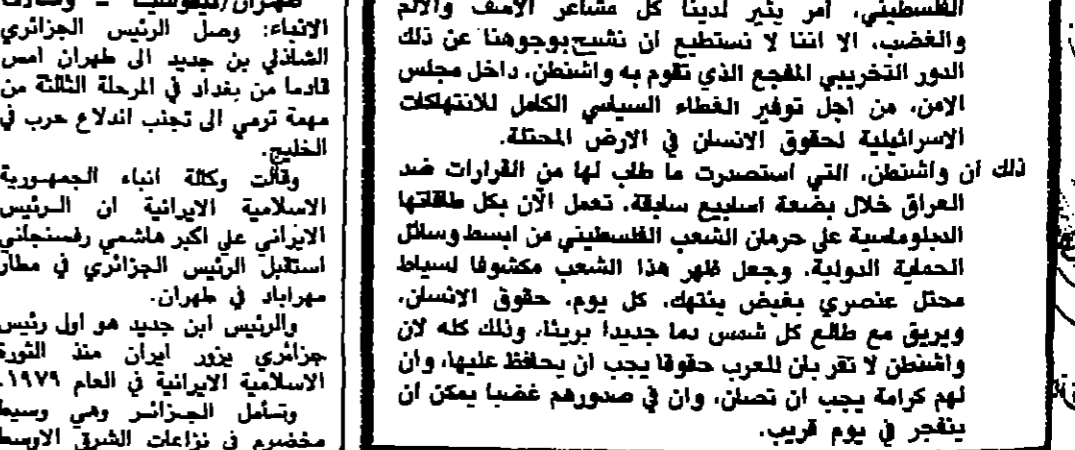 الفلسطيني، امر يثير لدينا كل مشاعر الاسف والالم
والغضب، الا اننا لا نستطيع ان نشيح بوجوهنا عن ذلك
الدور التخريبي المفجع الذي تقوم به واشنطن، داخل مجلس
الامن، من اجل توفير الغطاء السياسي الكامل للانتهاكات
الاسرائيلية لحقوق الانسان في الارض المحتلة.
ذلك ان واشنطن، التي استصدرت ما طاب لها من القرارات ضد
العراق خلال بضعة اسابيع سابقة، تعمل الآن بكل طاقاتها
الدبلوماسية على حرمان الشعب الفلسطيني من ابسط وسائل
الحماية الدولية، وجعل ظهر هذا الشعب مكشوفا لسياط
محتل عنصري بغيض ينتهك، كل يوم، حقوق الانسان،
ويريق مع طالع كل شمس دما جديدا بريئا، وذلك كله لان
واشنطن لا تقر بان للعرب حقوقا يجب ان يحافظ عليها، وان
لهم كرامة يجب ان تصان، وان في صدورهم غضبا يمكن ان
ينفجر في يوم قريب.
الانباء: وصل الرئيس الجزائري
الشاذلي بن جديد الى طهران امس
قادما من بغداد في المرحلة الثالثة من
مهمة ترمي الى تجنب اندلاع حرب في
الخليج.
وقالت وكالة انباء الجمهورية
الاسلامية الايرانية ان الرئيس
الايراني علي اكبر هاشمي رفسنجاني
استقبل الرئيس الجزائري في مطار
مهراباد في طهران.
والرئيس ابن جديد هو اول رئيس
جزائري يزور ايران منذ الثورة
الاسلامية الايرانية في العام ١٩٧٩.
وتأمل الجزائر وهي وسيط
مخضرم في نزاعات الشرق الاوسط